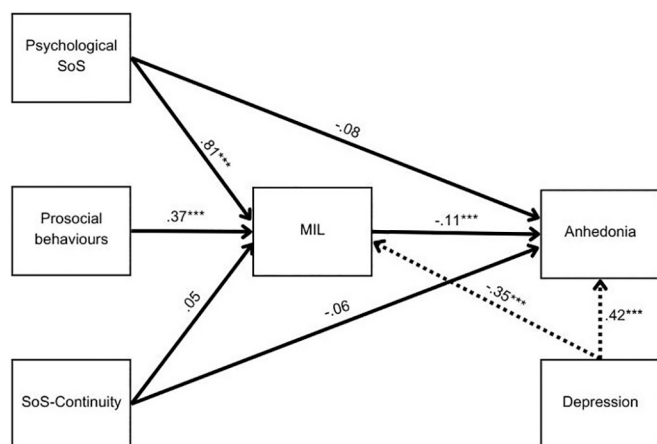 Psychological
SoS
-.08
.81***
Prosocial
behaviours
.37***
MIL
-.11***
Anhedonia
.05
-.06
-.35***
.42***
SoS-Continuity
Depression